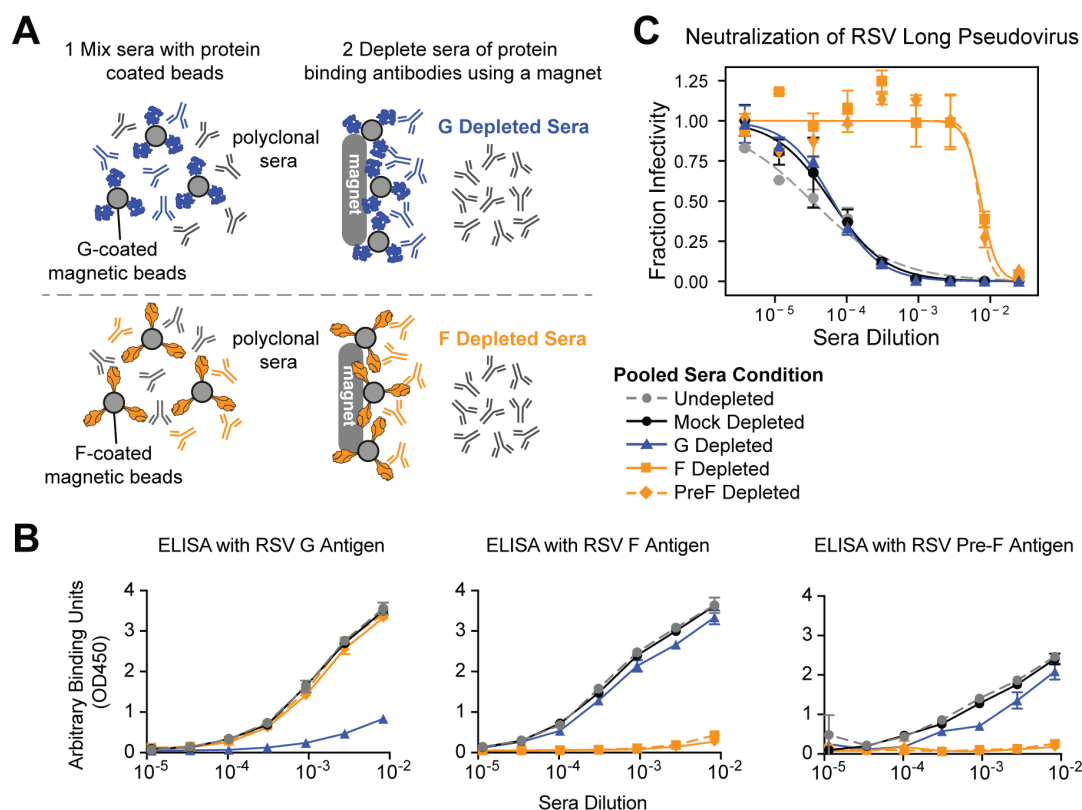 A
1 Mix sera with protein
coated beads
2 Deplete sera of protein
binding antibodies using a magnet
polyclonal
sera
magnet
G Depleted Sera
G-coated
magnetic beads
polyclonal
sera
magnet
F Depleted Sera
F-coated
magnetic beads
C
Neutralization of RSV Long Pseudovirus
Fraction Infectivity
1.25
1.00
0.75
0.50
0.25
0.00
10⁻⁵
10⁻⁴
10⁻³
10⁻²
Sera Dilution
Pooled Sera Condition
Undepleted
Mock Depleted
G Depleted
F Depleted
PreF Depleted
B
ELISA with RSV G Antigen
Arbitrary Binding Units
(OD450)
4
3
2
1
0
10⁻⁵
10⁻⁴
10⁻³
10⁻²
ELISA with RSV F Antigen
4
3
2
1
0
10⁻⁵
10⁻⁴
10⁻³
10⁻²
ELISA with RSV Pre-F Antigen
4
3
2
1
0
10⁻⁵
10⁻⁴
10⁻³
10⁻²
Sera Dilution